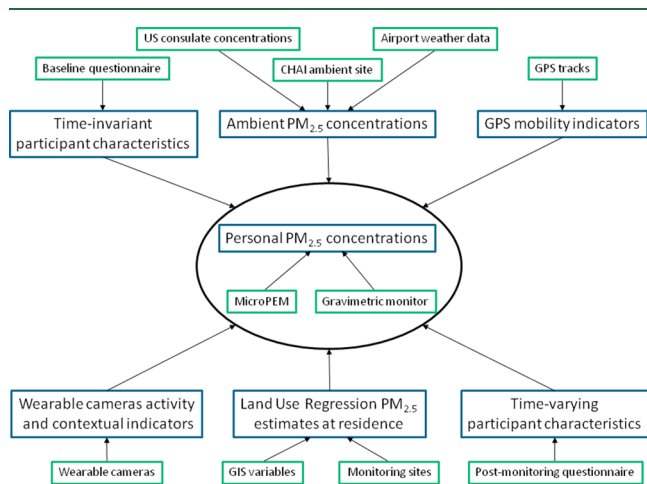 US consulate concentrations
Airport weather data
Baseline questionnaire
CHAI ambient site
GPS tracks
Time-invariant
participant characteristics
Ambient PM2.5 concentrations
GPS mobility indicators
Personal PM2.5 concentrations
MicroPEM
Gravimetric monitor
Wearable cameras activity
and contextual indicators
Land Use Regression PM2.5
estimates at residence
Time-varying
participant characteristics
Wearable cameras
GIS variables
Monitoring sites
Post-monitoring questionnaire